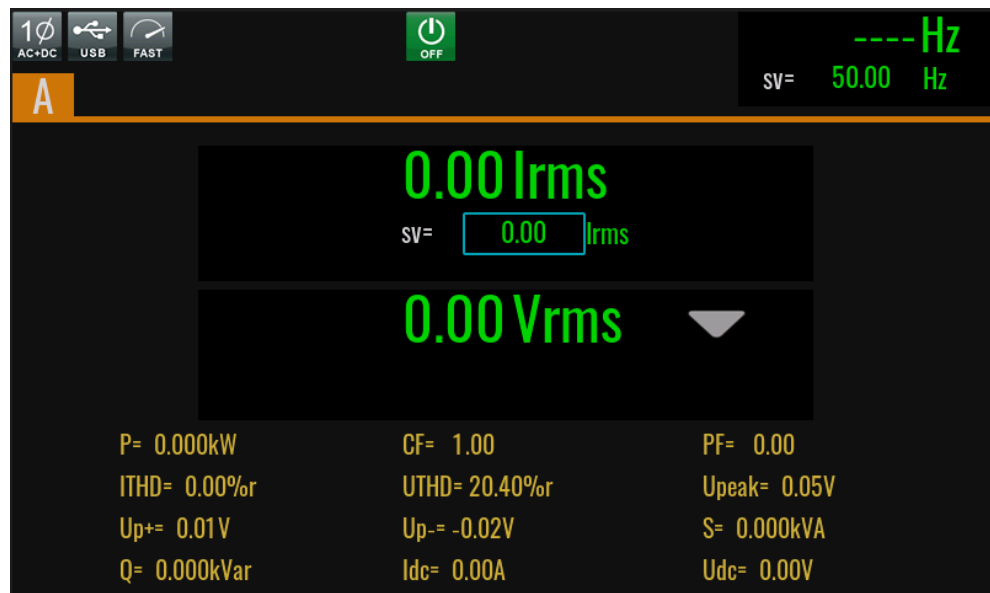 1Ø
AC+DC USB FAST OFF
---- Hz
sv= 50.00 Hz
A
0.00 Irms
sv= 0.00 Irms
0.00 Vrms
P= 0.000kW CF= 1.00 PF= 0.00
ITHD= 0.00%r UTHD= 20.40%r Upeak= 0.05V
Up+= 0.01V Up-= -0.02V S= 0.000kVA
Q= 0.000kVar Idc= 0.00A Udc= 0.00V